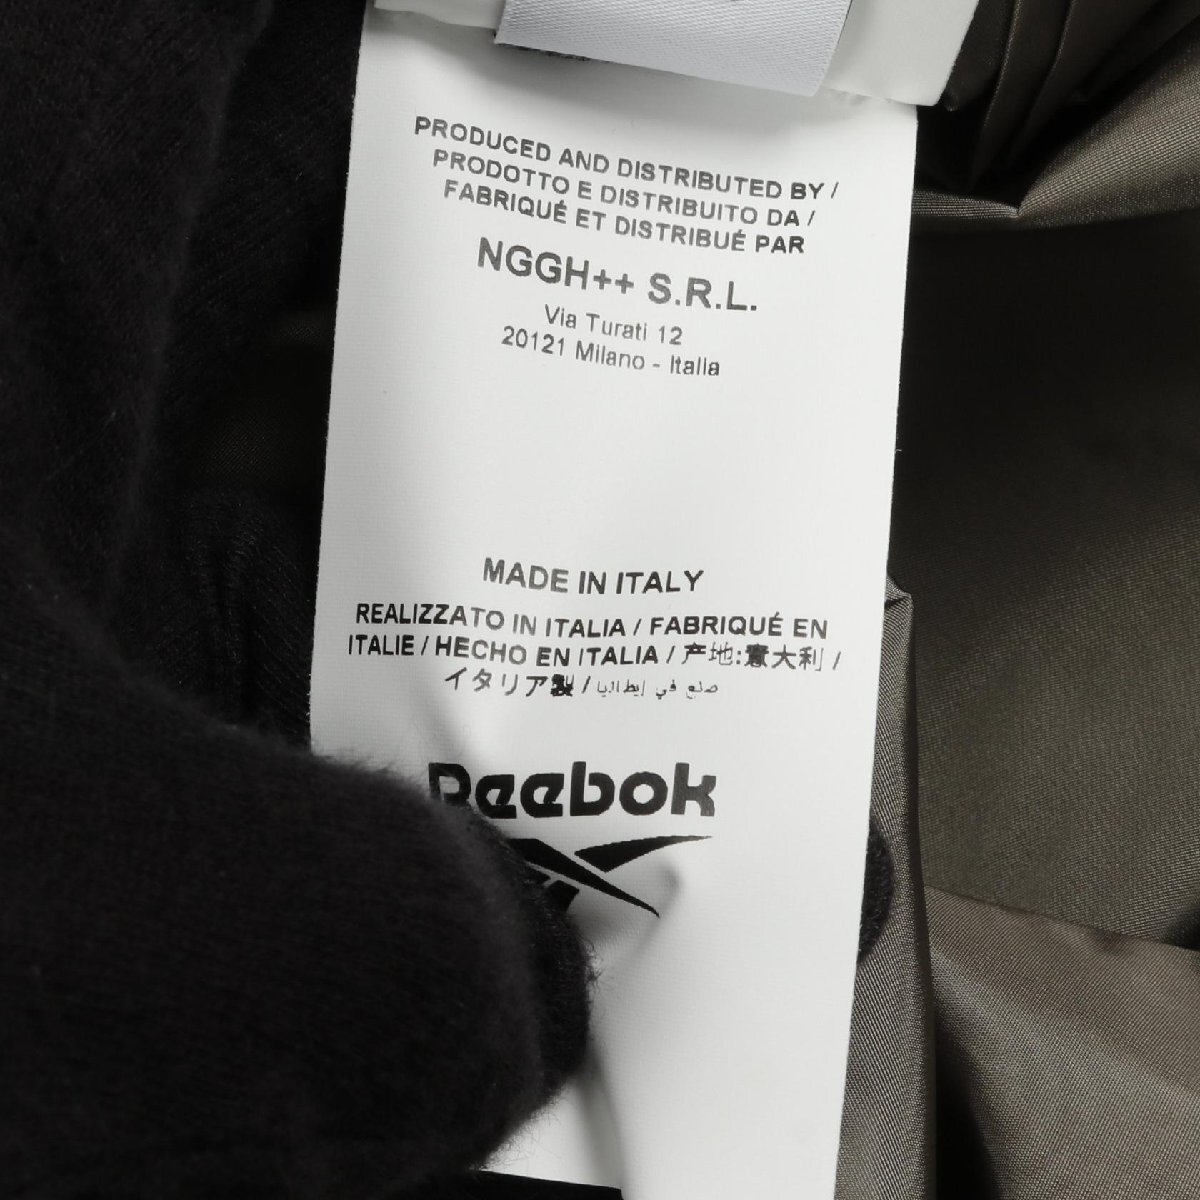 PRODUCED AND DISTRIBUTED BY /
PRODOTTO E DISTRIBUITO DA /
FABRIQUÉ ET DISTRIBUÉ PAR
NGGH++ S.R.L.
Via Turati 12
20121 Milano - Italia
MADE IN ITALY
REALIZZATO IN ITALIA / FABRIQUÉ EN
ITALIE / HECHO EN ITALIA / 产地:意大利 /
イタリア製 / صنع في إيطاليا
Reebok